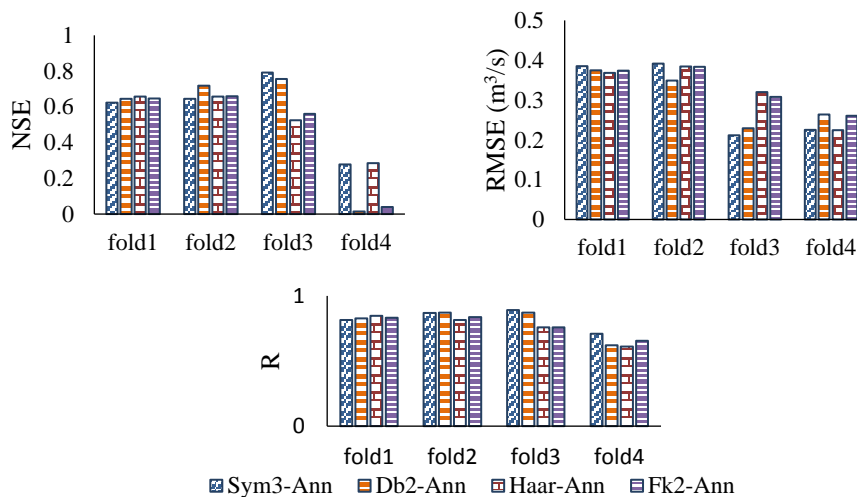 1
0.8
0.6
0.4
0.2
0
NSE
fold1 fold2 fold3 fold4
0.5
0.4
0.3
0.2
0.1
0
RMSE (m³/s)
fold1 fold2 fold3 fold4
1
0
R
fold1 fold2 fold3 fold4
Sym3-Ann Db2-Ann Haar-Ann Fk2-Ann